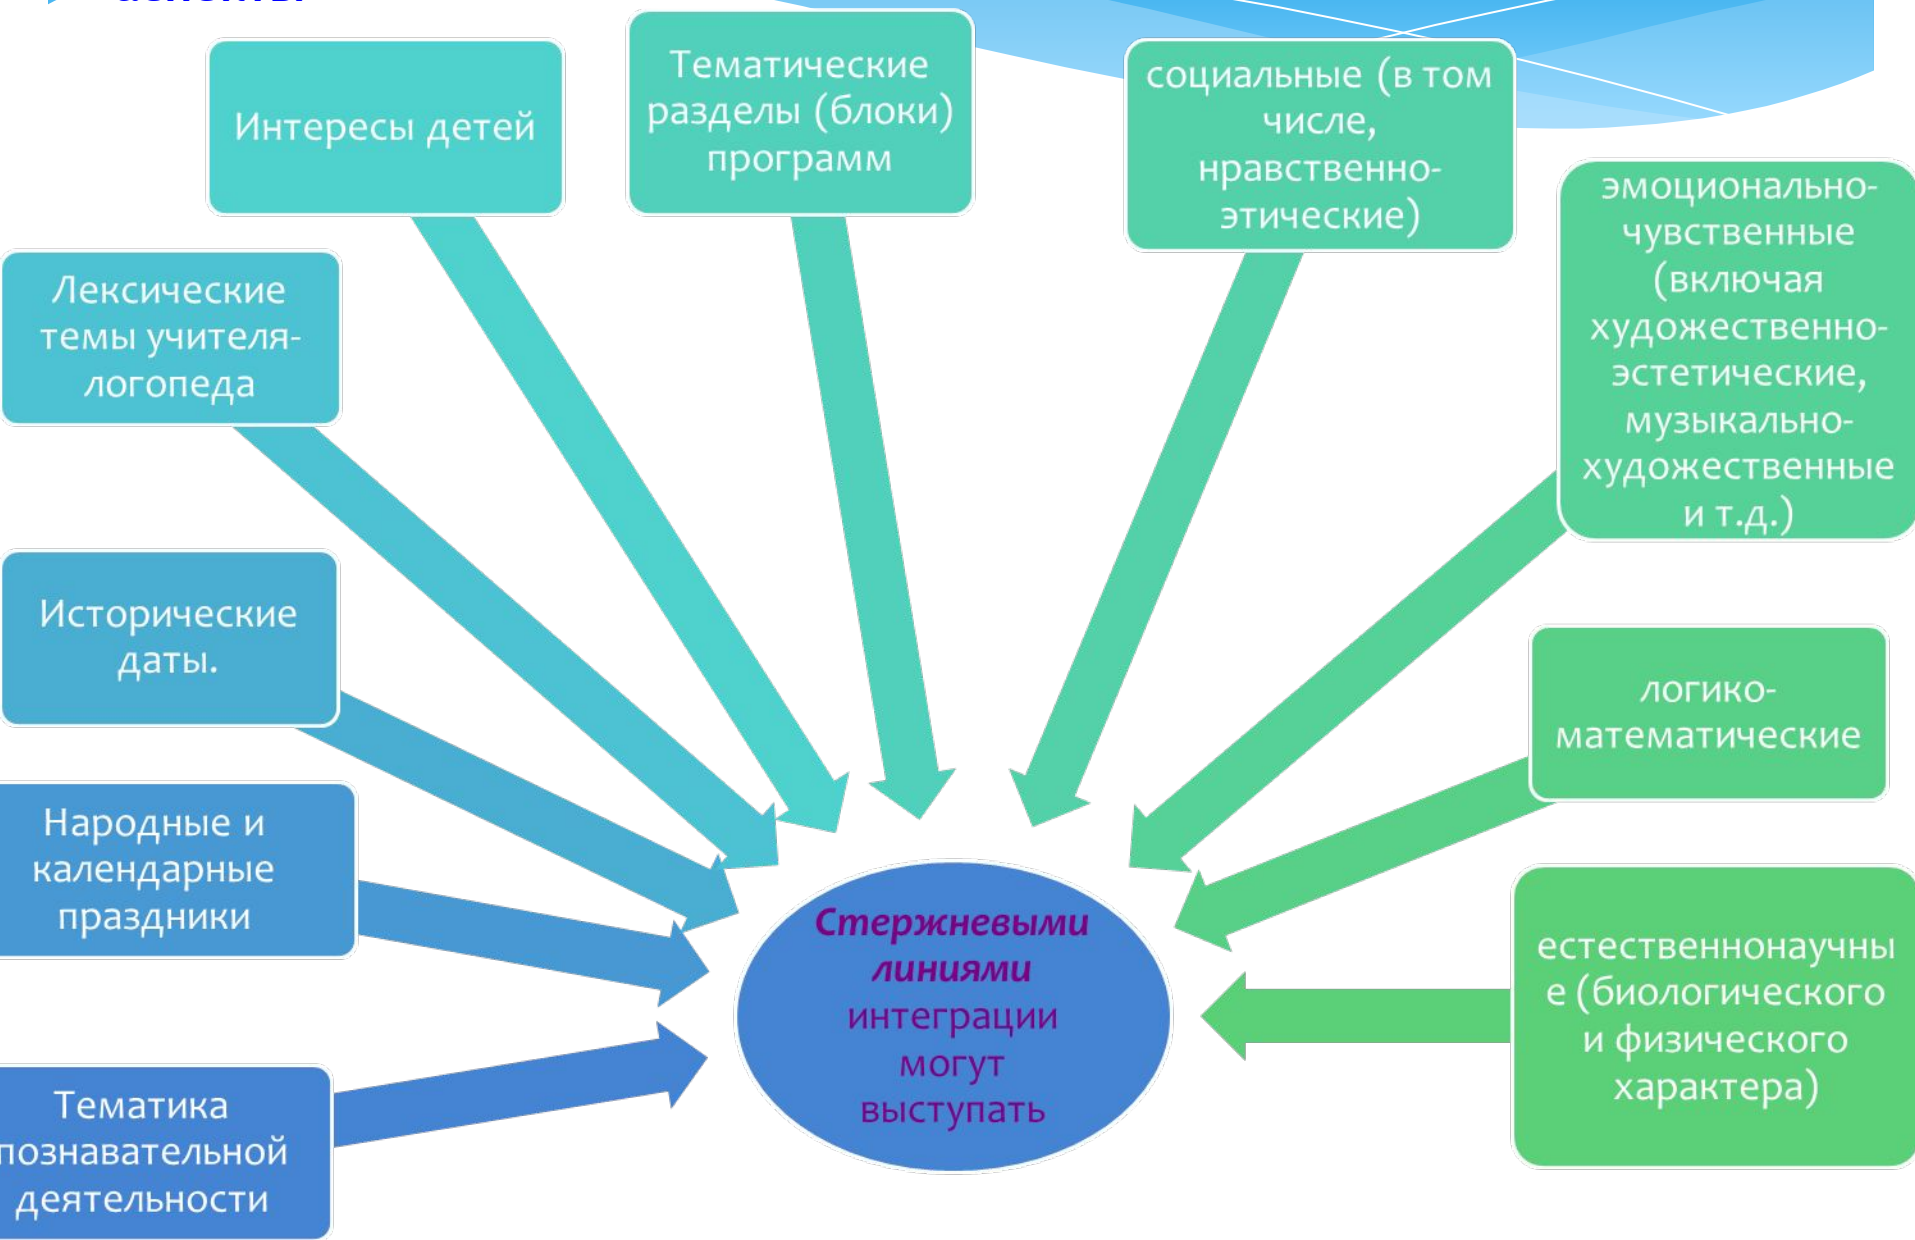 Интересы детей
Тематические
разделы (блоки)
программ
социальные (в том
числе,
нравственно-
этические)
эмоционально-
чувственные
(включая
художественно-
эстетические,
музыкально-
художественные
и т.д.)
Лексические
темы учителя-
логопеда
Исторические
даты.
логико-
математические
Народные и
календарные
праздники
Стержневыми
линиями
интеграции
могут
выступать
естественнонаучны
е (биологического
и физического
характера)
Тематика
познавательной
деятельности